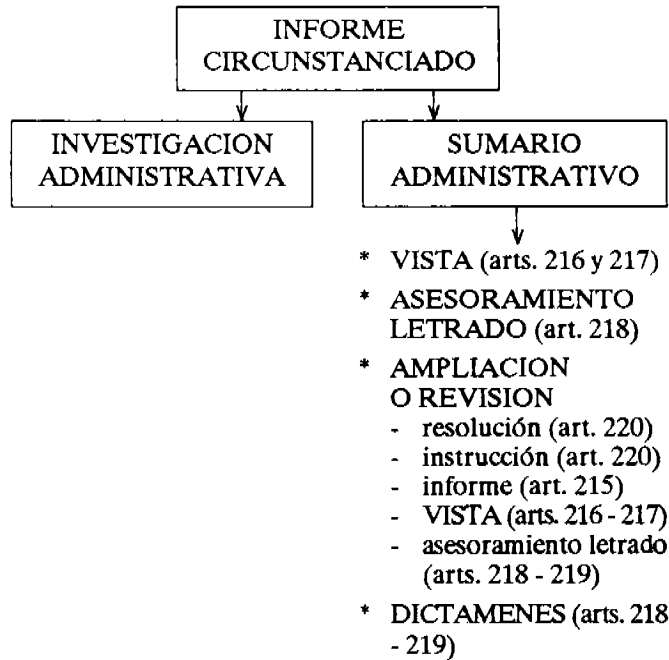 INFORME
CIRCUNSTANCIADO
INVESTIGACION
ADMINISTRATIVA
SUMARIO
ADMINISTRATIVO
* VISTA (arts. 216 y 217)
* ASESORAMIENTO
LETRADO (art. 218)
* AMPLIACION
O REVISION
- resolución (art. 220)
- instrucción (art. 220)
- informe (art. 215)
- VISTA (arts. 216 - 217)
- asesoramiento letrado
(arts. 218 - 219)
* DICTAMENES (arts. 218
- 219)